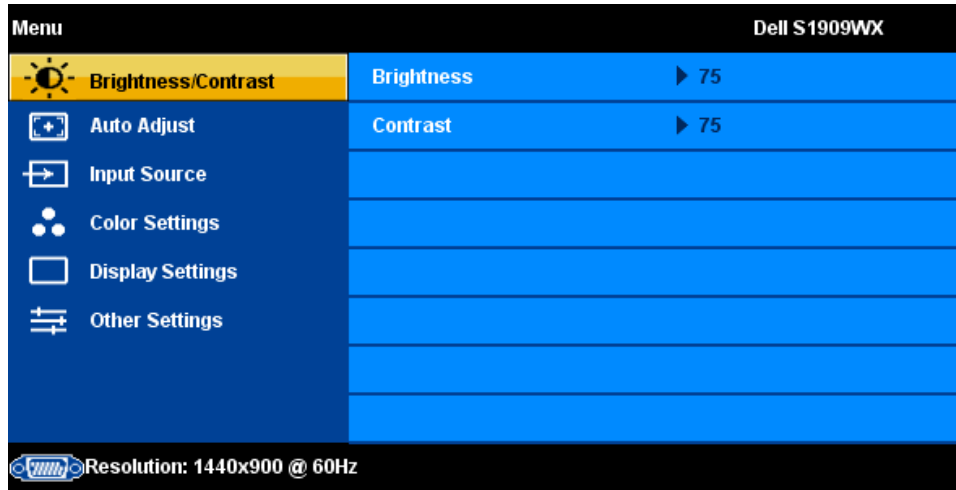 Menu Dell S1909WX
Brightness/Contrast Brightness 75
Auto Adjust Contrast 75
Input Source
Color Settings
Display Settings
Other Settings
Resolution: 1440x900 @ 60Hz